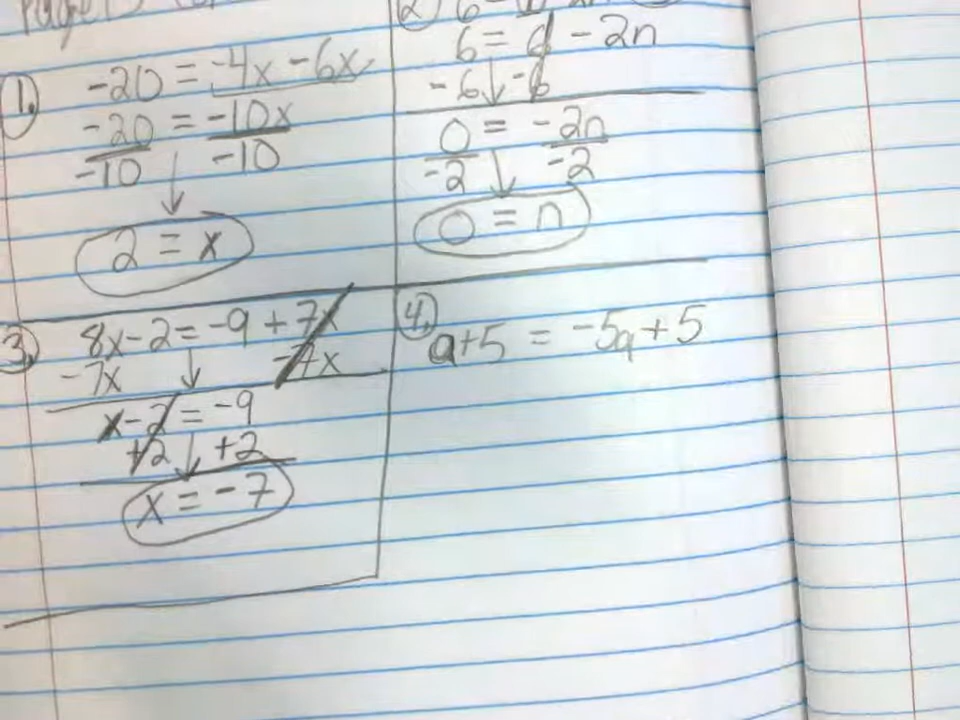 Page
1. -20 = -4x -6x
-20 = -10x
-10 -10
2 = x
2
6 = 6 - 2n
-6 -6
0 = -2n
-2 -2
0 = n
3. 8x-2 = -9 + 7x
-7x -7x
x-2 = -9
+2 +2
x = -7
4. a+5 = -5a+5